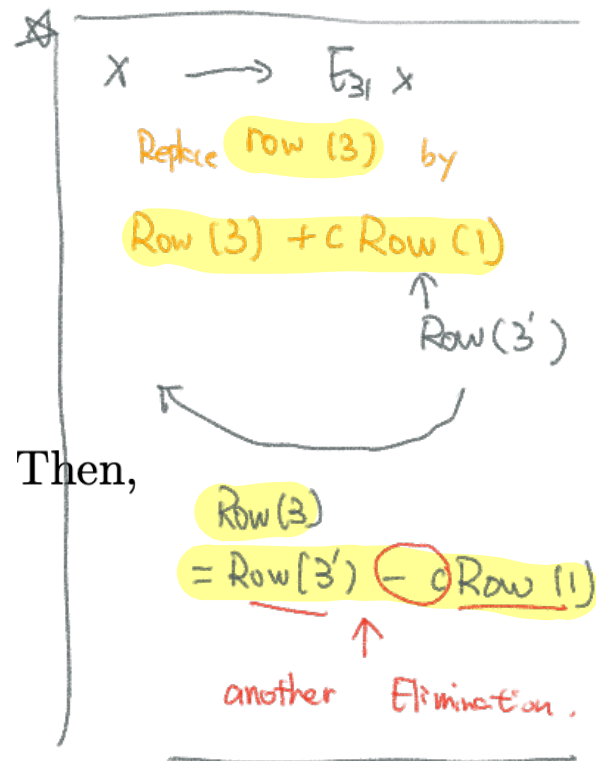 X → E₃₁ x
Replace row (3) by
Row (3) + c Row (1)
↑
Row (3')
Then,
Row (3)
= Row (3') - c Row (1)
↑
another Elimination.